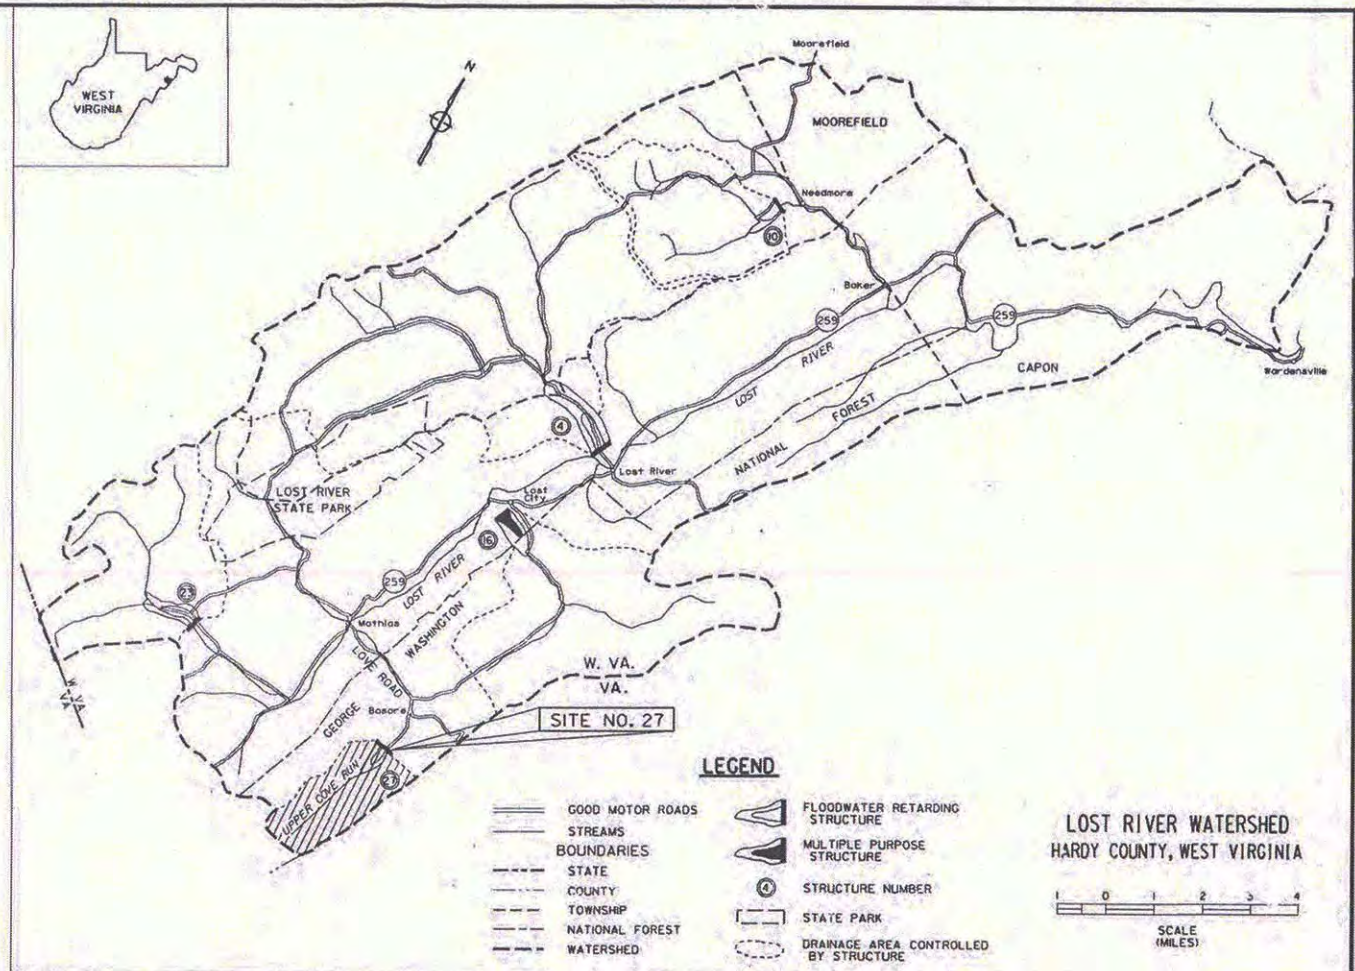 WEST
VIRGINIA
N
Moorefield
MOOREFIELD
Needmore
10
Baker
259
259
LOST RIVER
CAPON
Wardensville
NATIONAL FOREST
4
Lost River
LOST RIVER
STATE PARK
Lost
City
16
259
LOST RIVER
23
Mathias
WASHINGTON
LOVE ROAD
W. VA.
VA.
W. VA.
VA.
GEORGE
Basore
SITE NO. 27
UPPER COVE RUN
27
LEGEND
GOOD MOTOR ROADS
STREAMS
BOUNDARIES
STATE
COUNTY
TOWNSHIP
NATIONAL FOREST
WATERSHED
FLOODWATER RETARDING
STRUCTURE
MULTIPLE PURPOSE
STRUCTURE
4 STRUCTURE NUMBER
STATE PARK
DRAINAGE AREA CONTROLLED
BY STRUCTURE
LOST RIVER WATERSHED
HARDY COUNTY, WEST VIRGINIA
1 0 1 2 3 4
SCALE
(MILES)